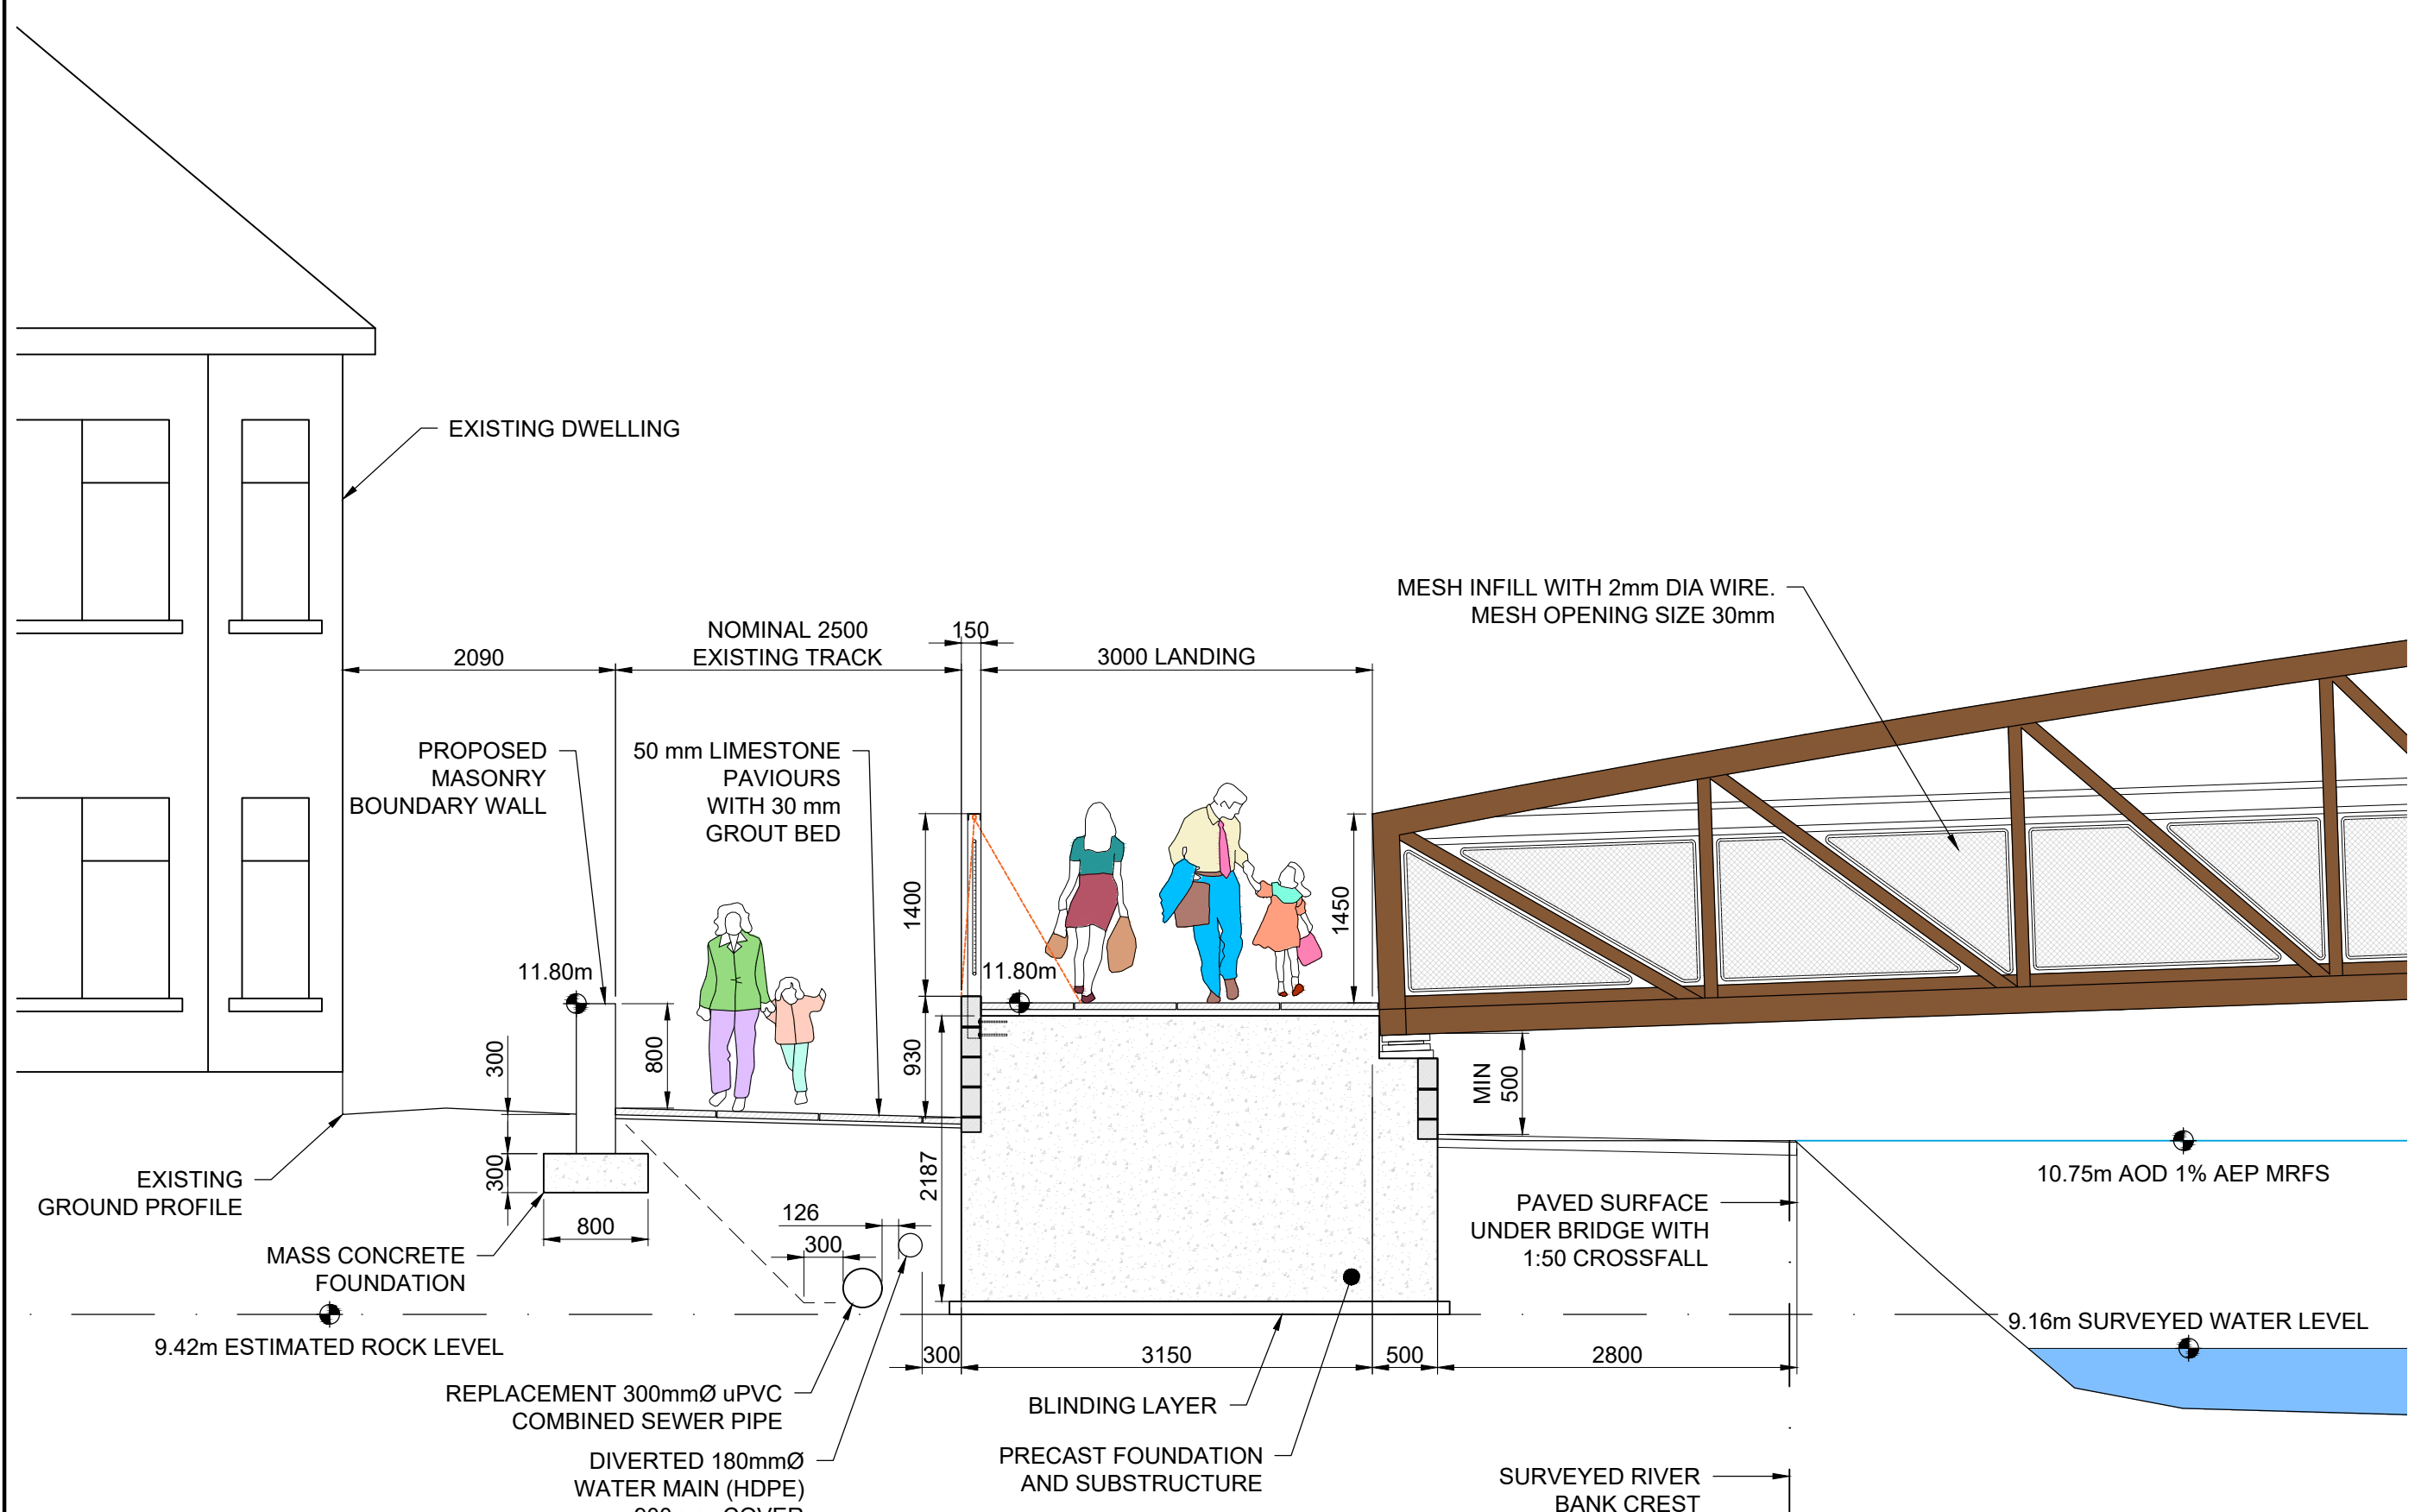 EXISTING DWELLING
MESH INFILL WITH 2mm DIA WIRE.
MESH OPENING SIZE 30mm
2090
NOMINAL 2500
EXISTING TRACK
150
3000 LANDING
PROPOSED
MASONRY
BOUNDARY WALL
50 mm LIMESTONE
PAVIOURS
WITH 30 mm
GROUT BED
1400
1450
11.80m
11.80m
300
800
930
MIN
500
300
2187
800
126
300
EXISTING
GROUND PROFILE
MASS CONCRETE
FOUNDATION
10.75m AOD 1% AEP MRFS
PAVED SURFACE
UNDER BRIDGE WITH
1:50 CROSSFALL
9.42m ESTIMATED ROCK LEVEL
9.16m SURVEYED WATER LEVEL
300
3150
500
2800
REPLACEMENT 300mmØ uPVC
COMBINED SEWER PIPE
BLINDING LAYER
DIVERTED 180mmØ
WATER MAIN (HDPE)
PRECAST FOUNDATION
AND SUBSTRUCTURE
SURVEYED RIVER
BANK CREST